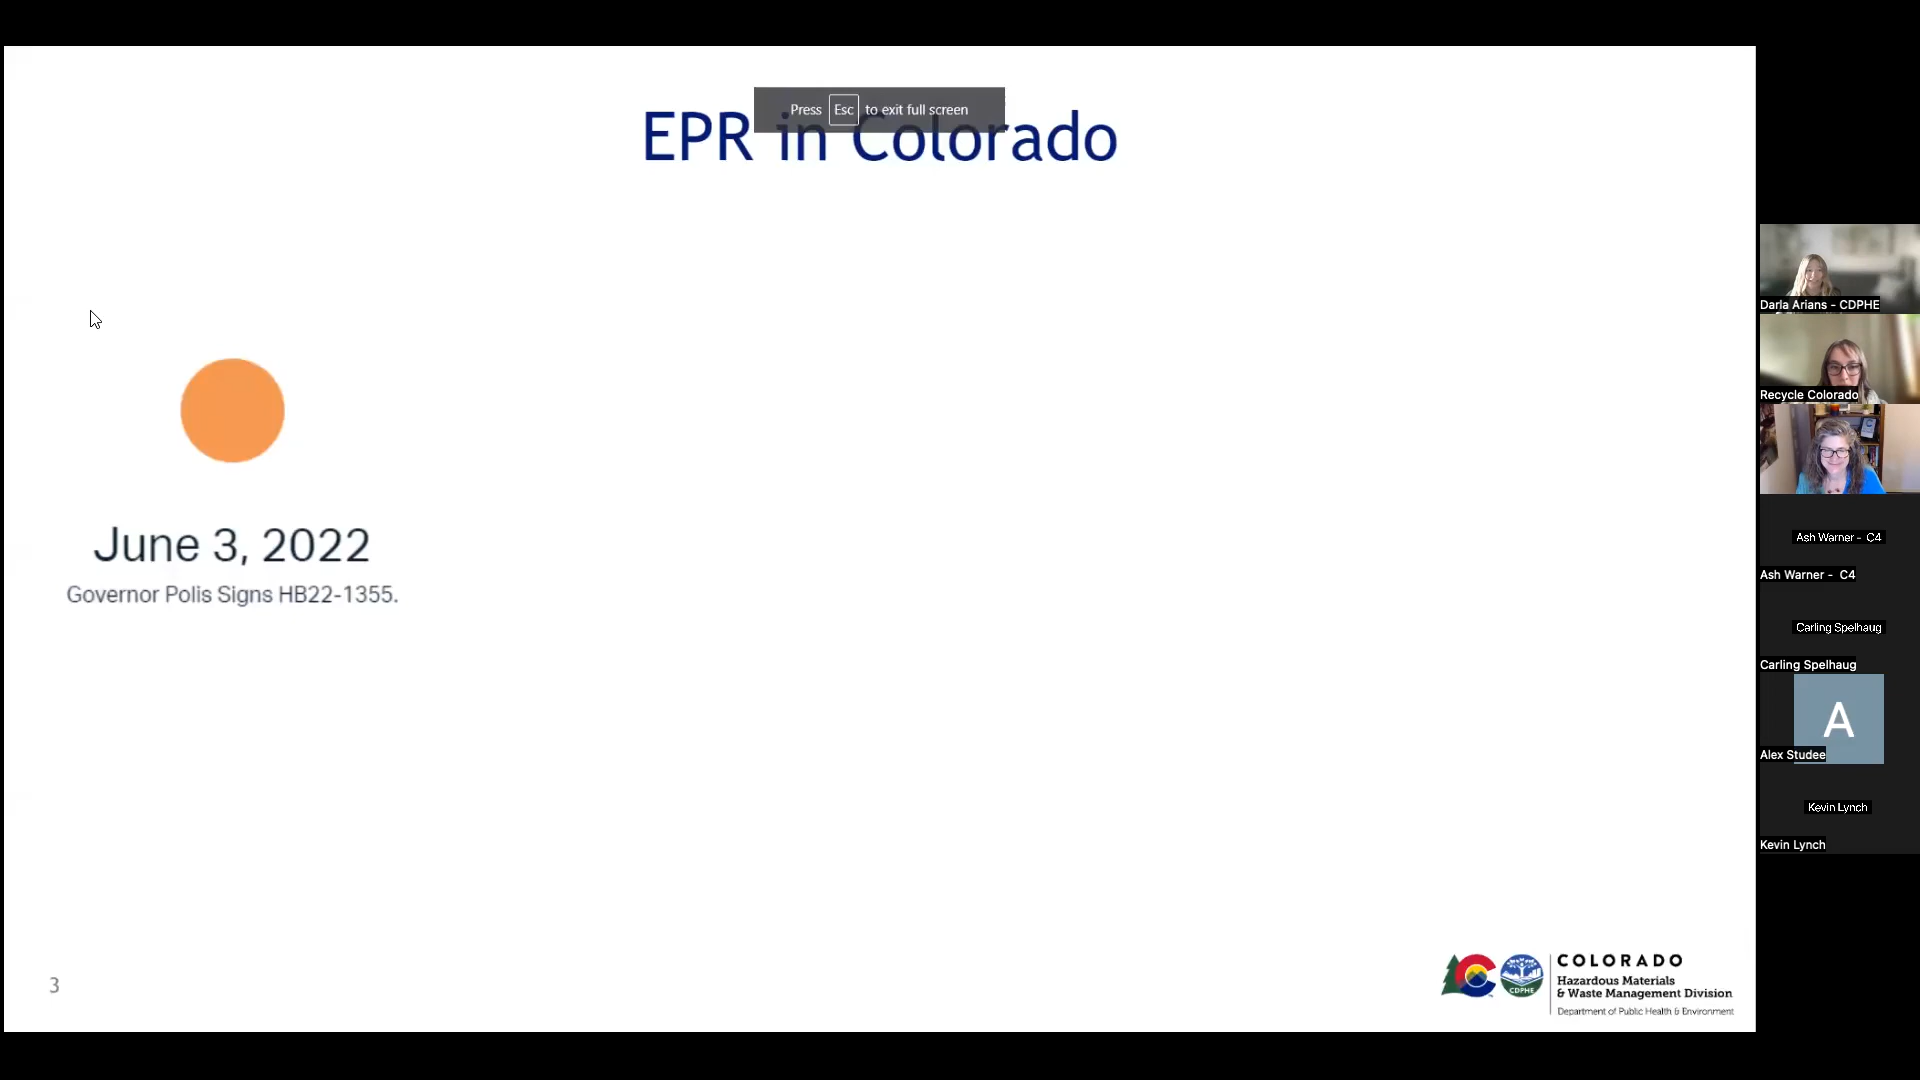 Press Esc to exit full screen
EPR in Colorado
June 3, 2022
Governor Polis Signs HB22-1355.
3
CDPHE
COLORADO
Hazardous Materials
& Waste Management Division
Department of Public Health & Environment
Darla Arians - CDPHE
Recycle Colorado
Ash Warner - C4
Ash Warner - C4
Carling Spelhaug
Carling Spelhaug
A
Alex Studee
Kevin Lynch
Kevin Lynch